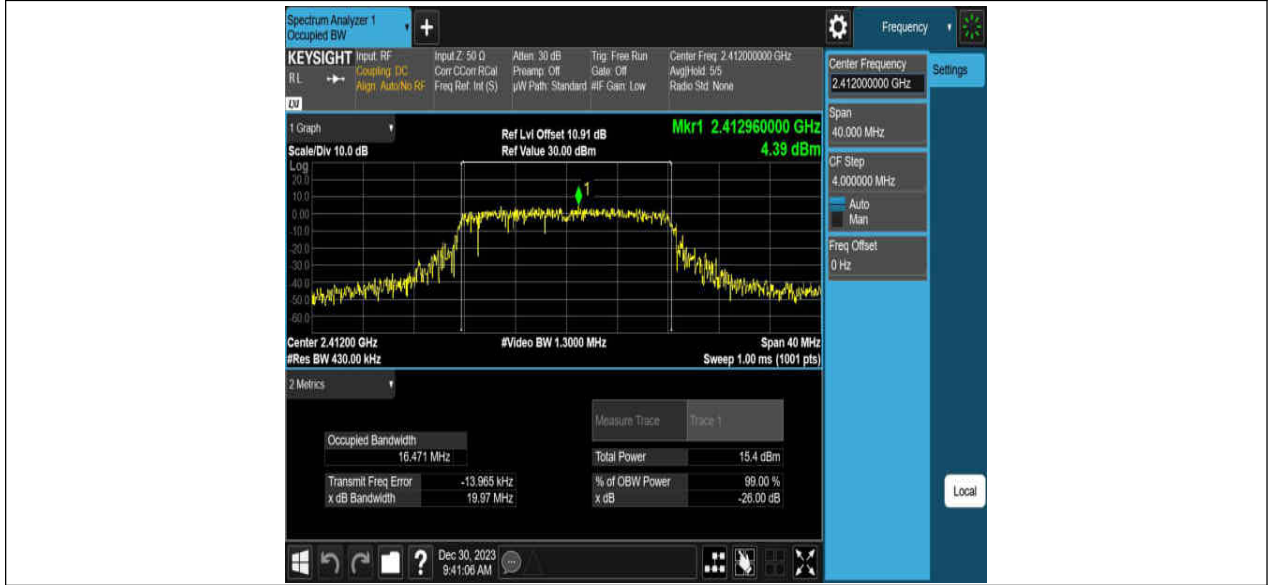 Spectrum Analyzer 1
Occupied BW
+
Frequency
KEYSIGHT
RL
LXI
Input: RF
Coupling: DC
Align: Auto/No RF
Input Z: 50 Ω
Corr CCorr RCal
Freq Ref: Int (S)
Atten: 30 dB
Preamp: Off
µW Path: Standard
Trig: Free Run
Gate: Off
#IF Gain: Low
Center Freq: 2.412000000 GHz
Avg|Hold: 5/5
Radio Std: None
Center Frequency
2.412000000 GHz
Settings
Span
40.000 MHz
CF Step
4.000000 MHz
Auto
Man
Freq Offset
0 Hz
1 Graph
Scale/Div 10.0 dB
Ref Lvl Offset 10.91 dB
Ref Value 30.00 dBm
Mkr1 2.412960000 GHz
4.39 dBm
Log
20.0
10.0
0.00
-10.0
-20.0
-30.0
-40.0
-50.0
-60.0
1
Center 2.41200 GHz
#Video BW 1.3000 MHz
Span 40 MHz
#Res BW 430.00 kHz
Sweep 1.00 ms (1001 pts)
2 Metrics
Measure Trace Trace 1
Occupied Bandwidth
16.471 MHz
Total Power 15.4 dBm
Transmit Freq Error -13.965 kHz
% of OBW Power 99.00 %
x dB Bandwidth 19.97 MHz
x dB -26.00 dB
Local
?
Dec 30, 2023
9:41:06 AM